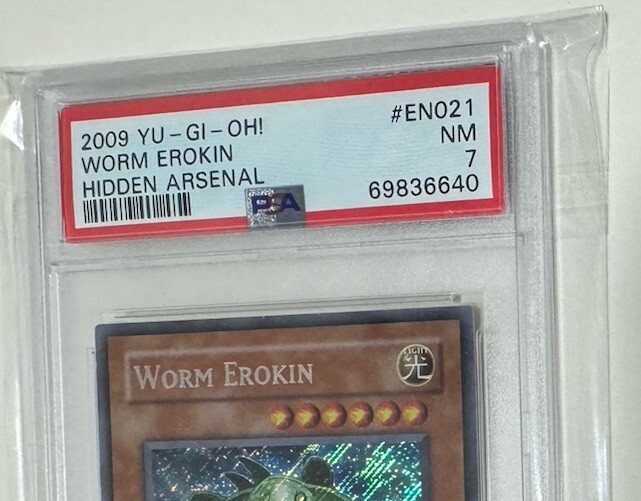 2009 YU-GI-OH! #EN021
WORM EROKIN NM
HIDDEN ARSENAL 7
69836640
PSA
WORM EROKIN
LIGHT
光